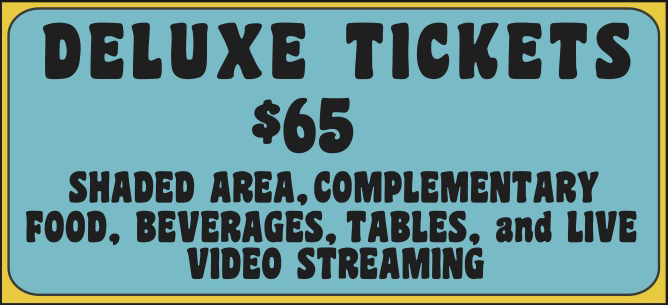 DELUXE TICKETS
$65
SHADED AREA, COMPLEMENTARY
FOOD, BEVERAGES, TABLES, and LIVE
VIDEO STREAMING